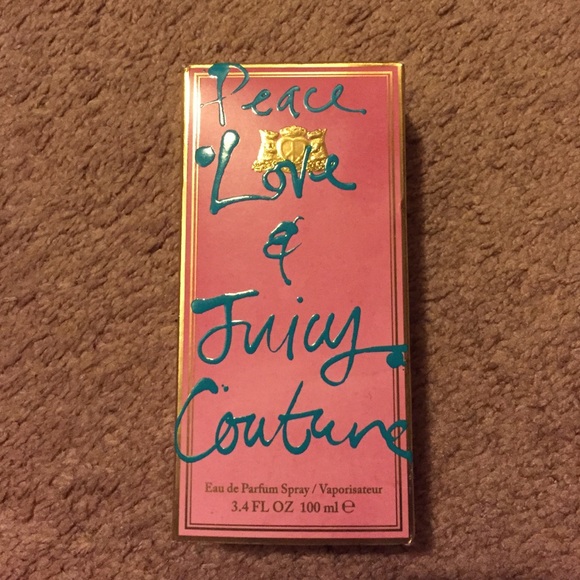 Peace
Love
&
Juicy
Couture
Eau de Parfum Spray / Vaporisateur
3.4 FL OZ 100 ml ℮